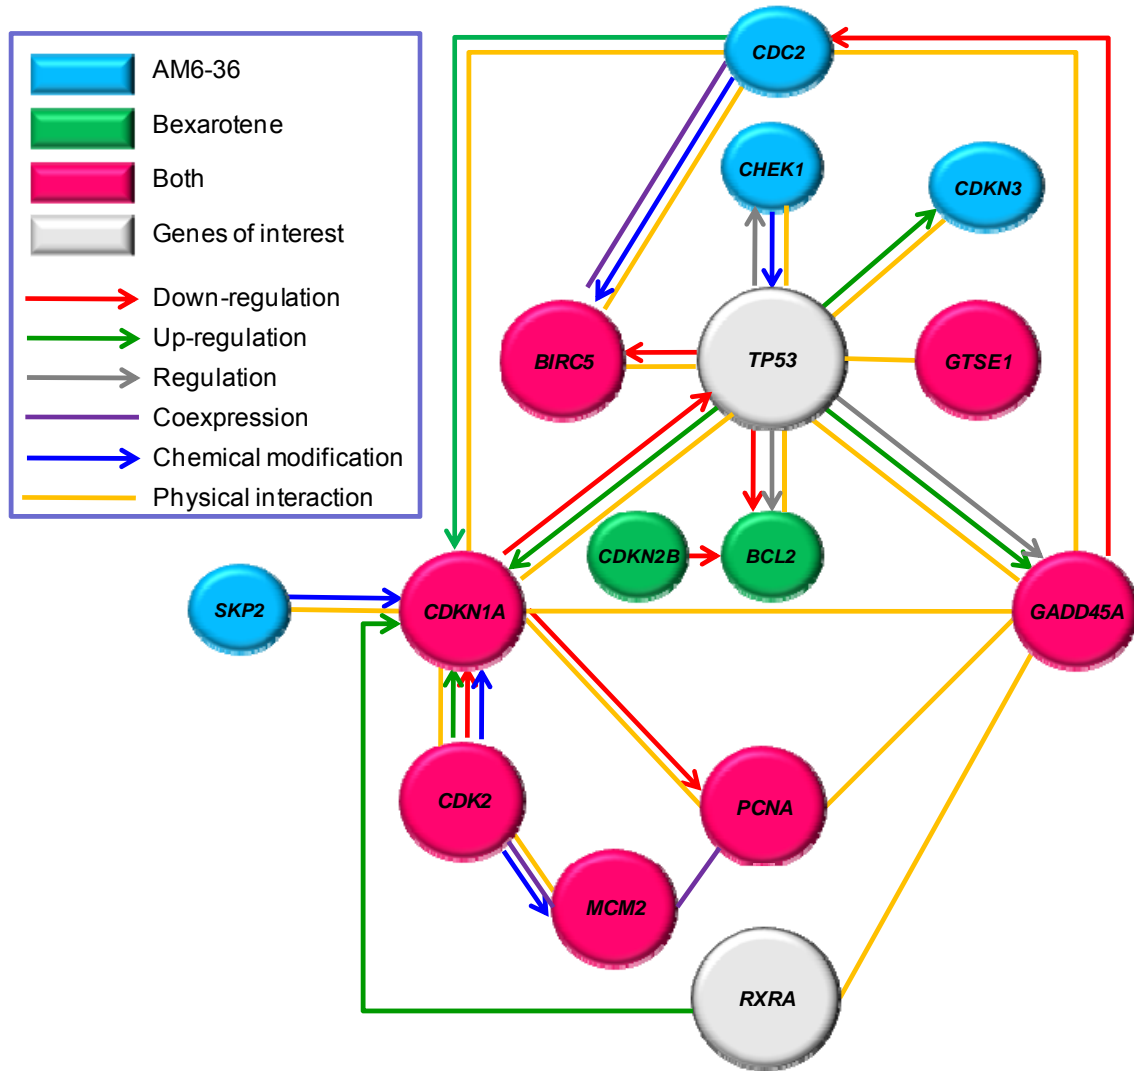 AM6-36
Bexarotene
Both
Genes of interest
Down-regulation
Up-regulation
Regulation
Coexpression
Chemical modification
Physical interaction
CDC2
CHEK1
CDKN3
BIRC5
TP53
GTSE1
CDKN2B
BCL2
SKP2
CDKN1A
GADD45A
CDK2
PCNA
MCM2
RXRA